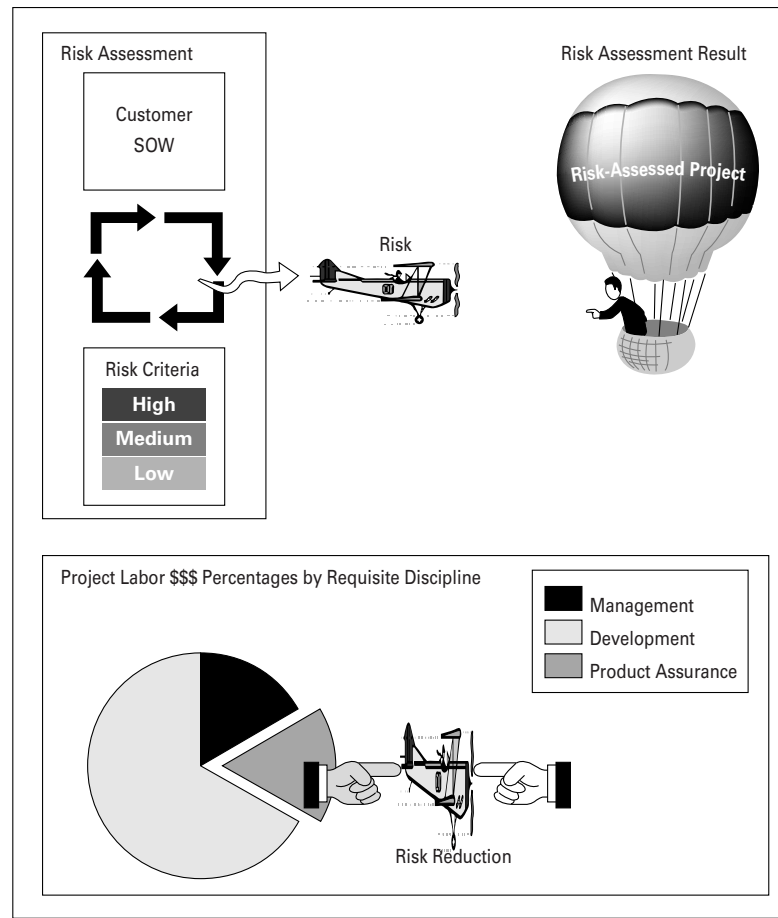 Risk Assessment
Customer
SOW
Risk Criteria
High
Medium
Low
Risk
Risk Assessment Result
Risk-Assessed Project
Project Labor $$$ Percentages by Requisite Discipline
Management
Development
Product Assurance
Risk Reduction